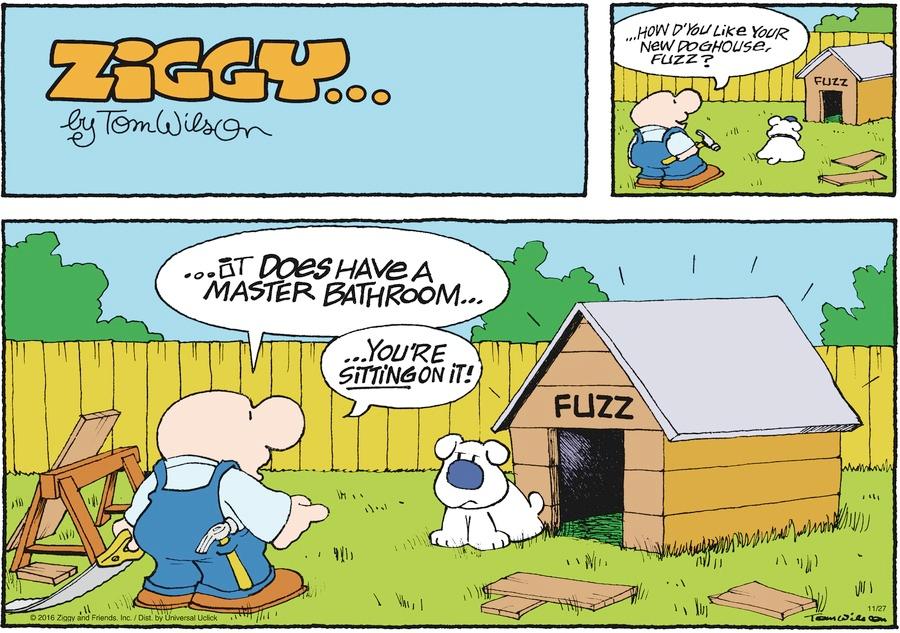 ZiGGY...
by Tom Wilson
...HOW D'YOU LIKE YOUR
NEW DOGHOUSE,
FUZZ?
FUZZ
...iT DOES HAVE A
MASTER BATHROOM...
...YOU'RE
SITTING ON IT!
FUZZ
© 2016 Ziggy and Friends, Inc. / Dist. by Universal Uclick
11/27
Tom Wilson